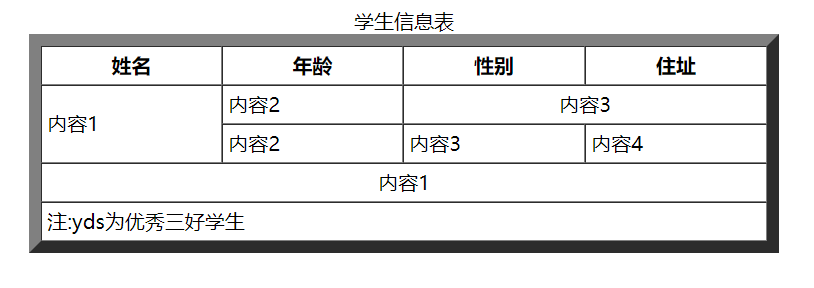 学生信息表
姓名 年龄 性别 住址
内容1 内容2 内容3
内容2 内容3 内容4
内容1
注:yds为优秀三好学生